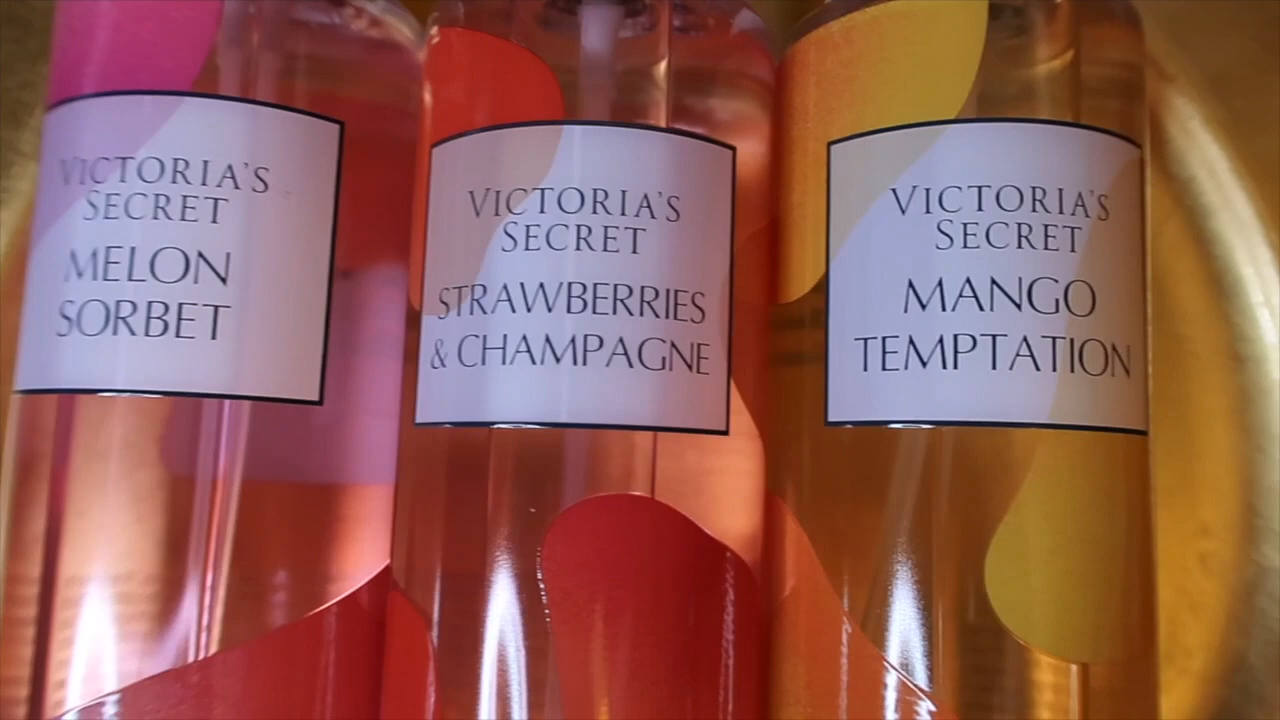 VICTORIA'S
SECRET
MELON
SORBET
VICTORIA'S
SECRET
STRAWBERRIES
& CHAMPAGNE
VICTORIA'S
SECRET
MANGO
TEMPTATION